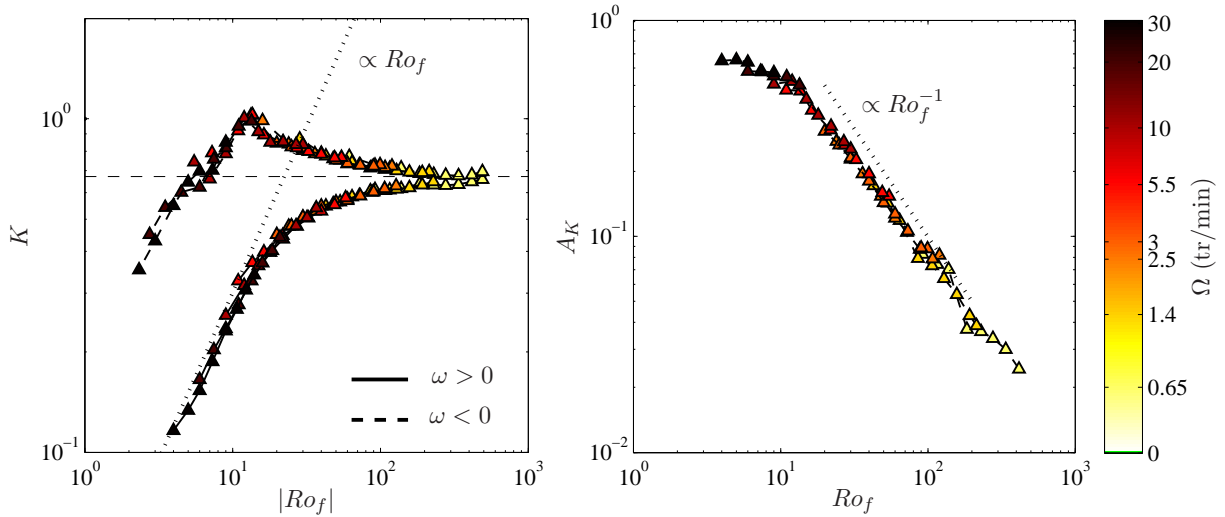 K
10^0
10^-1
∝ Ro_f
ω > 0
ω < 0
10^0
10^1
10^2
10^3
|Ro_f|
A_K
10^0
10^-1
10^-2
∝ Ro_f^-1
10^0
10^1
10^2
10^3
Ro_f
30
20
10
5.5
3
2.5
1.4
0.65
0
Ω (tr/min)